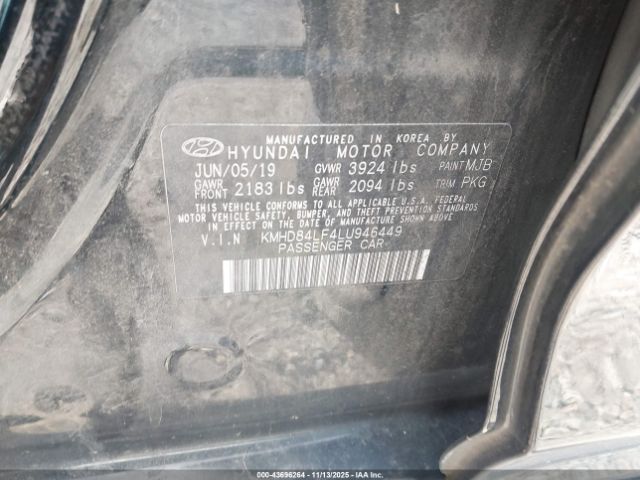 MANUFACTURED IN KOREA BY
HYUNDAI MOTOR COMPANY
JUN/05/19 GVWR 3924 lbs PAINT MJB
GAWR FRONT 2183 lbs GAWR REAR 2094 lbs TRIM PKG
THIS VEHICLE CONFORMS TO ALL APPLICABLE U.S.A. FEDERAL
MOTOR VEHICLE SAFETY, BUMPER, AND THEFT PREVENTION STANDARDS
IN EFFECT ON THE DATE OF MANUFACTURE SHOWN ABOVE.
V.I.N KMHD84LF4LU946449
PASSENGER CAR
00-43696264 | 11/13/2025 - COPYRIGHT IAA, LLC.